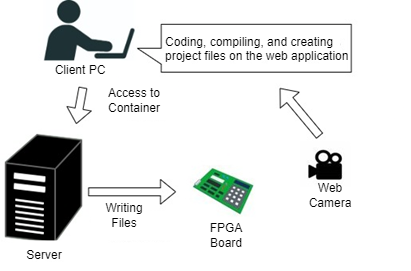 Coding, compiling, and creating
project files on the web application
Client PC
Access to
Container
Writing
Files
Server
FPGA
Board
Web
Camera